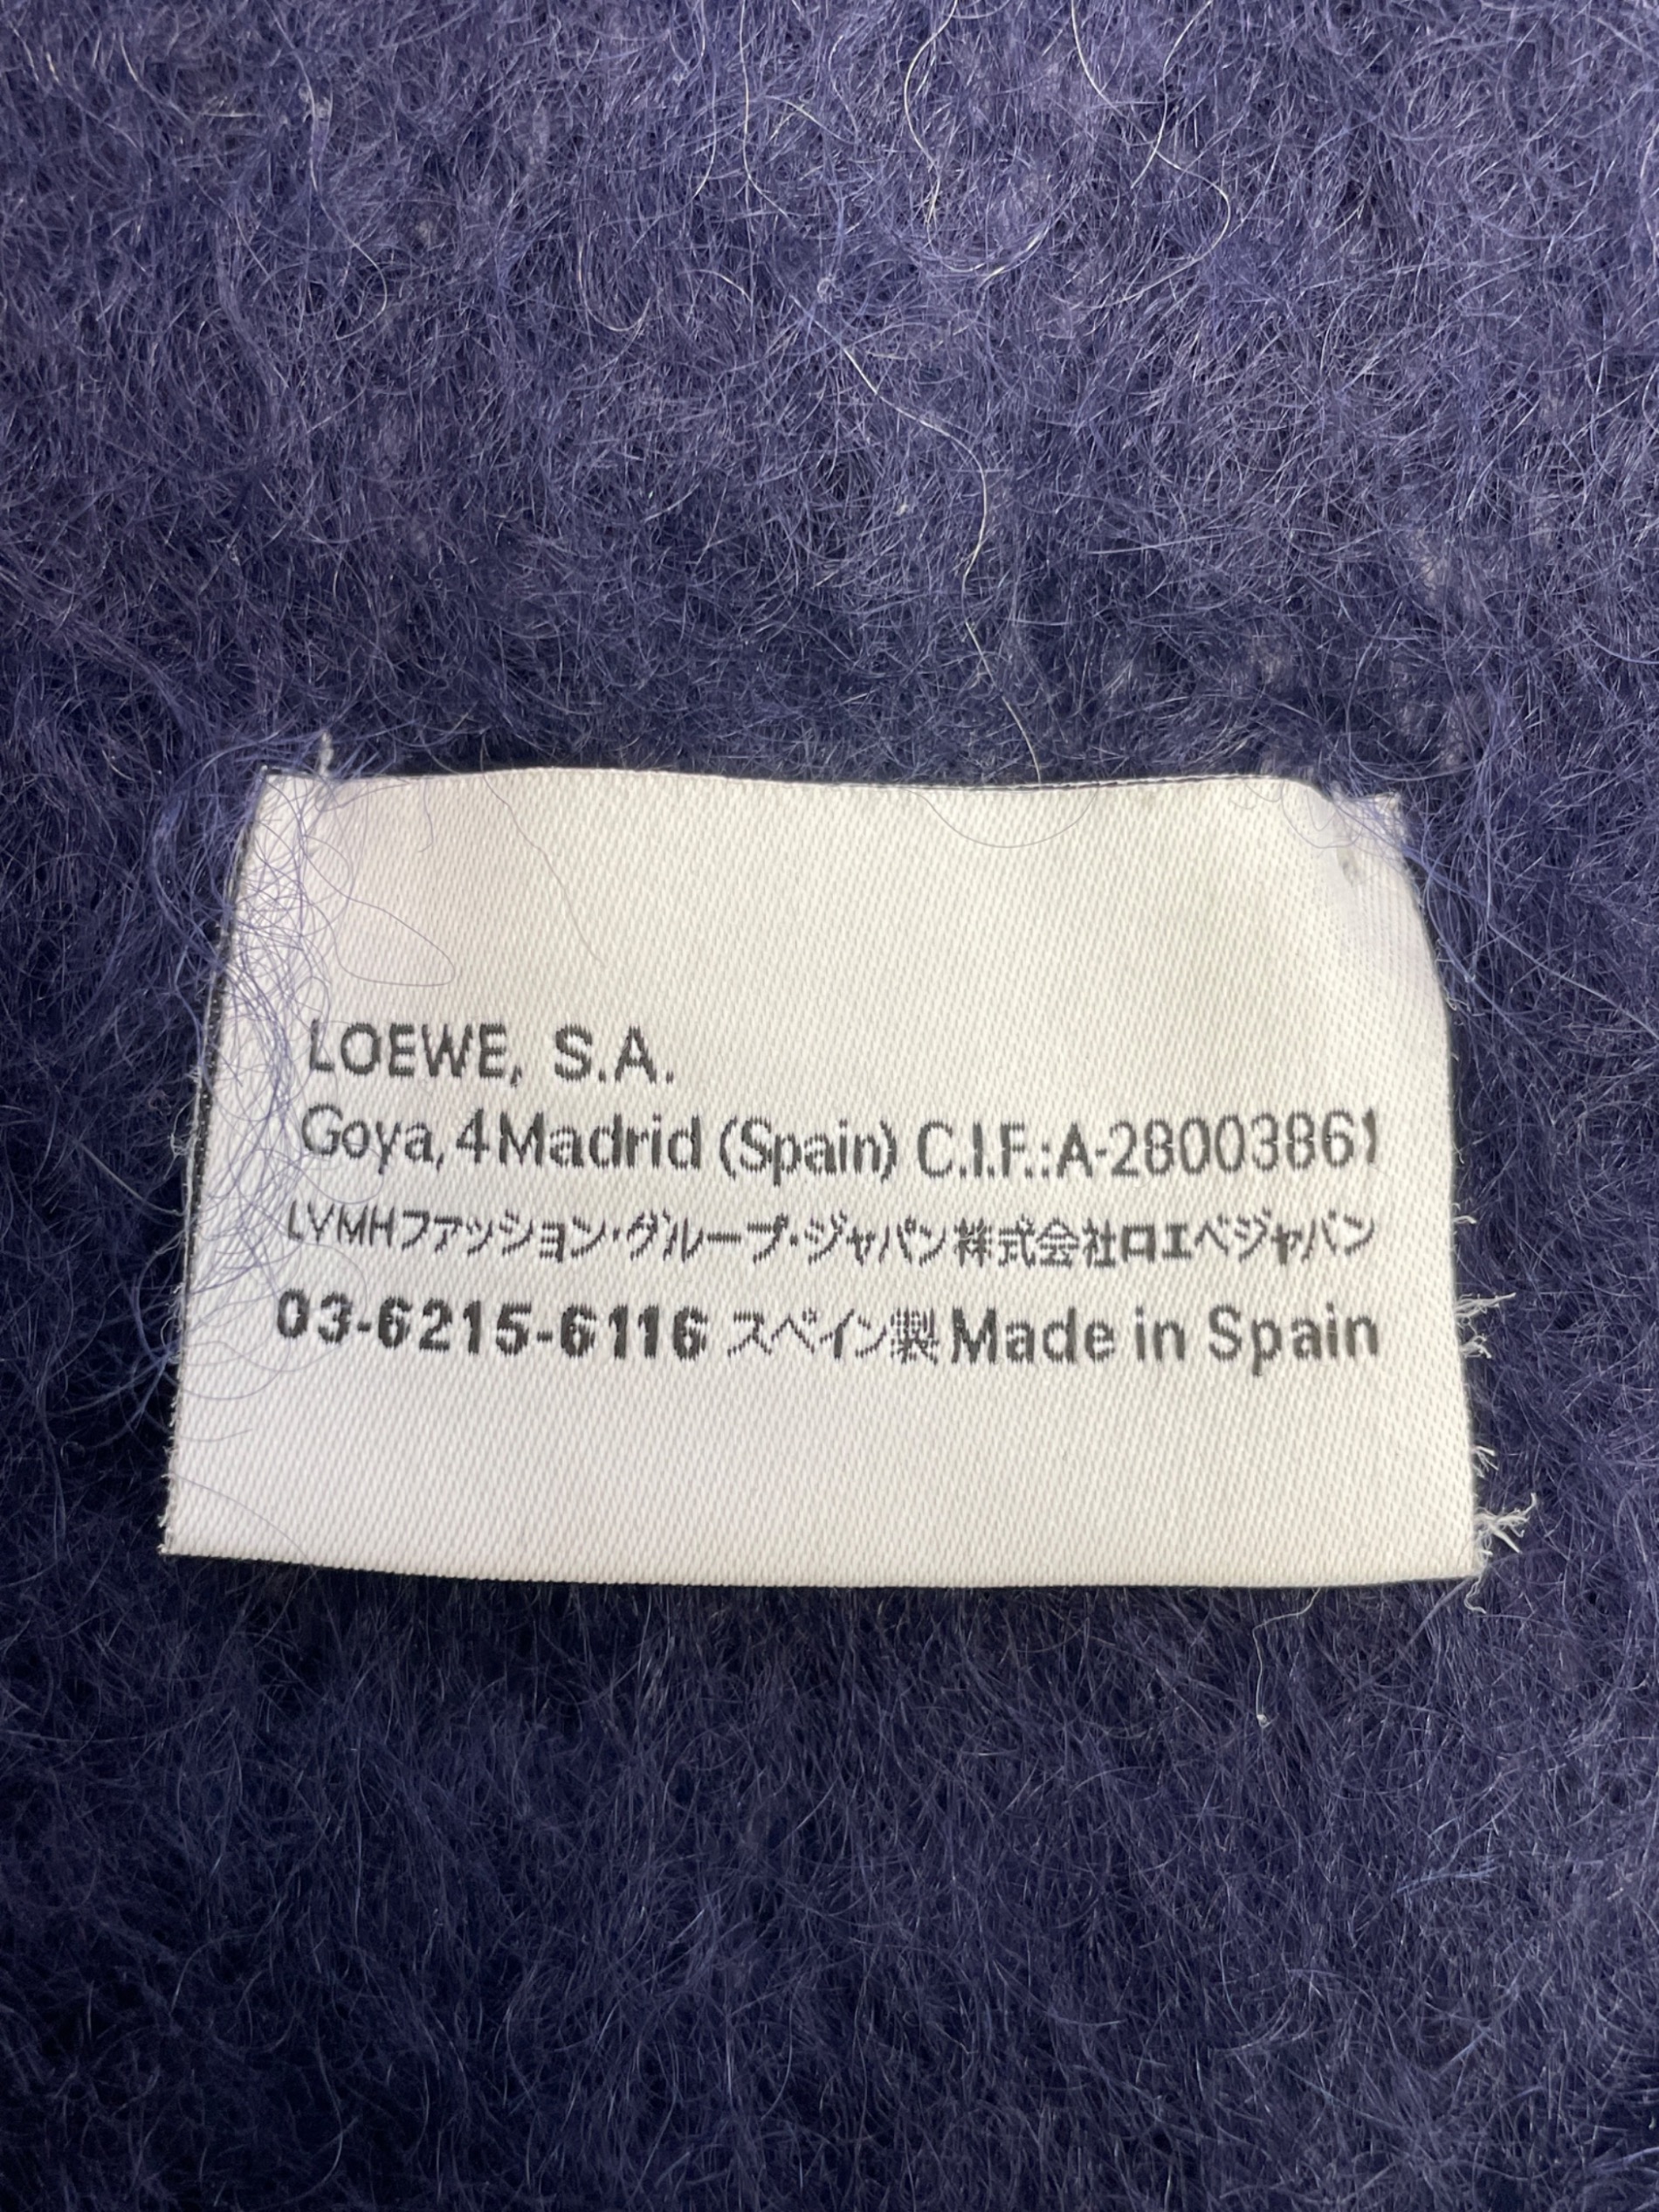 LOEWE, S.A.
Goya, 4 Madrid (Spain) C.I.F.:A-28003861
LVMHファッション・グループ・ジャパン株式会社ロエベジャパン
03-6215-6116 スペイン製 Made in Spain